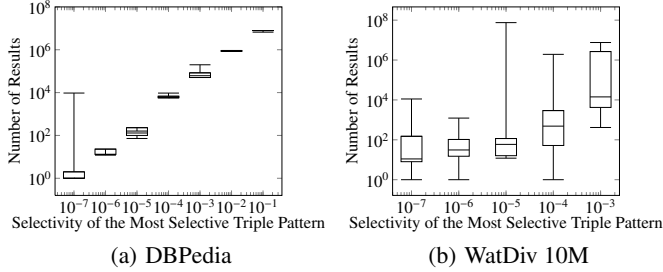 10^8
10^6
10^4
10^2
10^0
Number of Results
10^−7 10^−6 10^−5 10^−4 10^−3 10^−2 10^−1
Selectivity of the Most Selective Triple Pattern
(a) DBPedia
10^8
10^6
10^4
10^2
10^0
Number of Results
10^−7 10^−6 10^−5 10^−4 10^−3
Selectivity of the Most Selective Triple Pattern
(b) WatDiv 10M